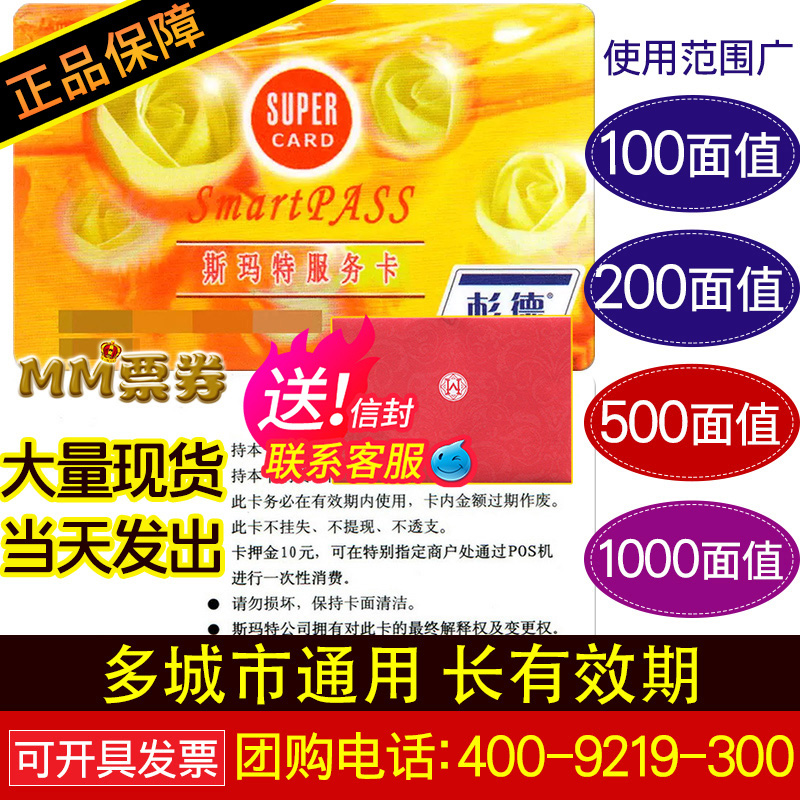 正品保障
SUPER
CARD
SmartPASS
斯玛特服务卡
杉德®
使用范围广
100面值
200面值
500面值
1000面值
MM票券
送!信封
联系客服
M
大量现货
当天发出
持本
持本
此卡务必在有效期内使用，卡内金额过期作废。
此卡不挂失、不提现、不透支。
卡押金10元，可在特别指定商户处通过POS机
进行一次性消费。
● 请勿损坏，保持卡面清洁。
● 斯玛特公司拥有对此卡的最终解释权及变更权。
多城市通用 长有效期
可开具发票
团购电话:400-9219-300